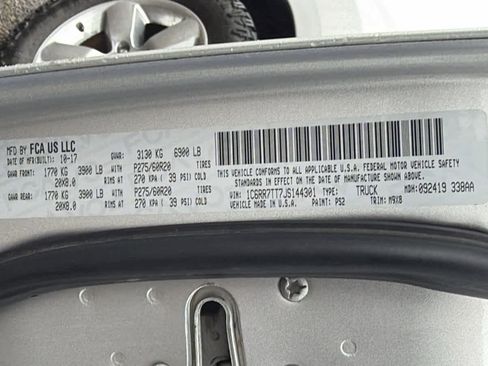 MFD BY FCA US LLC
DATE OF MFR(BUILT): 10-17 GVWR: 3130 KG 6900 LB
GAWR FRONT: 1770 KG 3900 LB P275/60R20 TIRES
20X8.0 RIMS AT 270 KPA ( 39 PSI) COLD
GAWR REAR: 1770 KG 3900 LB P275/60R20 TIRES
20X8.0 RIMS AT 270 KPA ( 39 PSI) COLD
THIS VEHICLE CONFORMS TO ALL APPLICABLE U.S.A. FEDERAL MOTOR VEHICLE SAFETY
STANDARDS IN EFFECT ON THE DATE OF MANUFACTURE SHOWN ABOVE.
VIN: 1C6RR7TT7JS144301 TYPE: TRUCK MDH: 092419 338AA
MADE IN U.S.A. PAINT: PS2 TRIM: M9X8